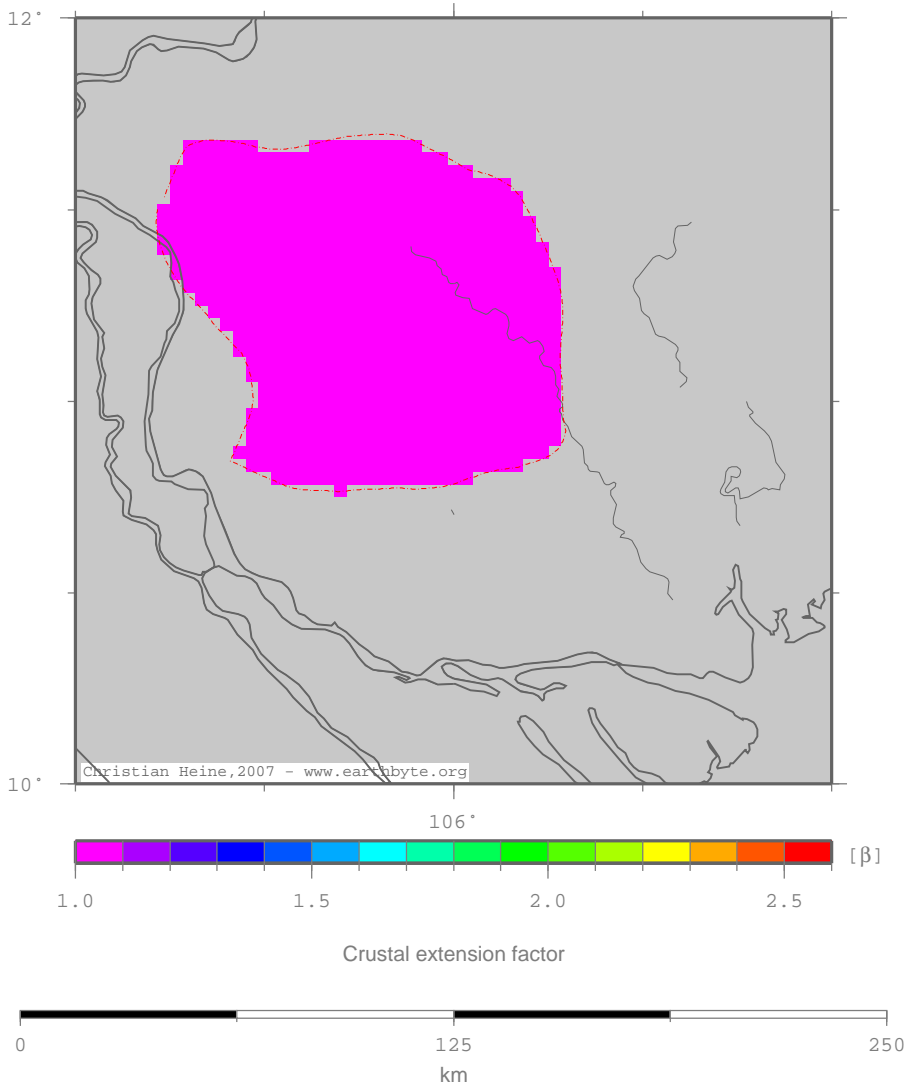 12°
10°
Christian Heine,2007 - www.earthbyte.org
106°
[β]
1.0 1.5 2.0 2.5
Crustal extension factor
0 125 250
km